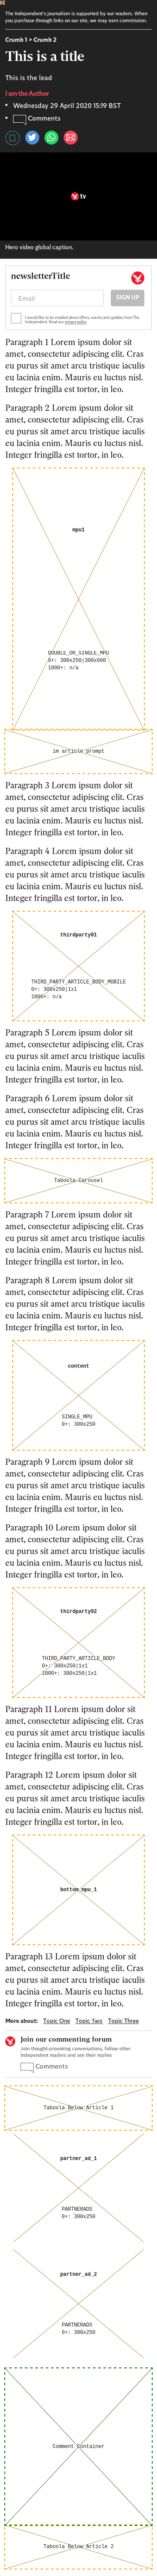 The Independent's journalism is supported by our readers. When
you purchase through links on our site, we may earn commission.
Crumb 1 > Crumb 2
This is a title
This is the lead
I am the Author
Wednesday 29 April 2020 15:19 BST
Comments
tv
Hero video global caption.
newsletterTitle
Email
SIGN UP
I would like to be emailed about offers, events and updates from The
Independent. Read our privacy policy
Paragraph 1 Lorem ipsum dolor sit
amet, consectetur adipiscing elit. Cras
eu purus sit amet arcu tristique iaculis
eu lacinia enim. Mauris eu luctus nisl.
Integer fringilla est tortor, in leo.
Paragraph 2 Lorem ipsum dolor sit
amet, consectetur adipiscing elit. Cras
eu purus sit amet arcu tristique iaculis
eu lacinia enim. Mauris eu luctus nisl.
Integer fringilla est tortor, in leo.
mpu1
DOUBLE_OR_SINGLE_MPU
0+: 300x250|300x600
1000+: n/a
im article prompt
Paragraph 3 Lorem ipsum dolor sit
amet, consectetur adipiscing elit. Cras
eu purus sit amet arcu tristique iaculis
eu lacinia enim. Mauris eu luctus nisl.
Integer fringilla est tortor, in leo.
Paragraph 4 Lorem ipsum dolor sit
amet, consectetur adipiscing elit. Cras
eu purus sit amet arcu tristique iaculis
eu lacinia enim. Mauris eu luctus nisl.
Integer fringilla est tortor, in leo.
thirdparty01
THIRD_PARTY_ARTICLE_BODY_MOBILE
0+: 300x250|1x1
1000+: n/a
Paragraph 5 Lorem ipsum dolor sit
amet, consectetur adipiscing elit. Cras
eu purus sit amet arcu tristique iaculis
eu lacinia enim. Mauris eu luctus nisl.
Integer fringilla est tortor, in leo.
Paragraph 6 Lorem ipsum dolor sit
amet, consectetur adipiscing elit. Cras
eu purus sit amet arcu tristique iaculis
eu lacinia enim. Mauris eu luctus nisl.
Integer fringilla est tortor, in leo.
Taboola Carousel
Paragraph 7 Lorem ipsum dolor sit
amet, consectetur adipiscing elit. Cras
eu purus sit amet arcu tristique iaculis
eu lacinia enim. Mauris eu luctus nisl.
Integer fringilla est tortor, in leo.
Paragraph 8 Lorem ipsum dolor sit
amet, consectetur adipiscing elit. Cras
eu purus sit amet arcu tristique iaculis
eu lacinia enim. Mauris eu luctus nisl.
Integer fringilla est tortor, in leo.
content
SINGLE_MPU
0+: 300x250
Paragraph 9 Lorem ipsum dolor sit
amet, consectetur adipiscing elit. Cras
eu purus sit amet arcu tristique iaculis
eu lacinia enim. Mauris eu luctus nisl.
Integer fringilla est tortor, in leo.
Paragraph 10 Lorem ipsum dolor sit
amet, consectetur adipiscing elit. Cras
eu purus sit amet arcu tristique iaculis
eu lacinia enim. Mauris eu luctus nisl.
Integer fringilla est tortor, in leo.
thirdparty02
THIRD_PARTY_ARTICLE_BODY
0+: 300x250|1x1
1000+: 300x250|1x1
Paragraph 11 Lorem ipsum dolor sit
amet, consectetur adipiscing elit. Cras
eu purus sit amet arcu tristique iaculis
eu lacinia enim. Mauris eu luctus nisl.
Integer fringilla est tortor, in leo.
Paragraph 12 Lorem ipsum dolor sit
amet, consectetur adipiscing elit. Cras
eu purus sit amet arcu tristique iaculis
eu lacinia enim. Mauris eu luctus nisl.
Integer fringilla est tortor, in leo.
bottom_mpu_1
Paragraph 13 Lorem ipsum dolor sit
amet, consectetur adipiscing elit. Cras
eu purus sit amet arcu tristique iaculis
eu lacinia enim. Mauris eu luctus nisl.
Integer fringilla est tortor, in leo.
More about: Topic One Topic Two Topic Three
Join our commenting forum
Join thought-provoking conversations, follow other
Independent readers and see their replies
Comments
Taboola Below Article 1
partner_ad_1
PARTNERADS
0+: 300x250
partner_ad_2
PARTNERADS
0+: 300x250
Comment Container
Taboola Below Article 2